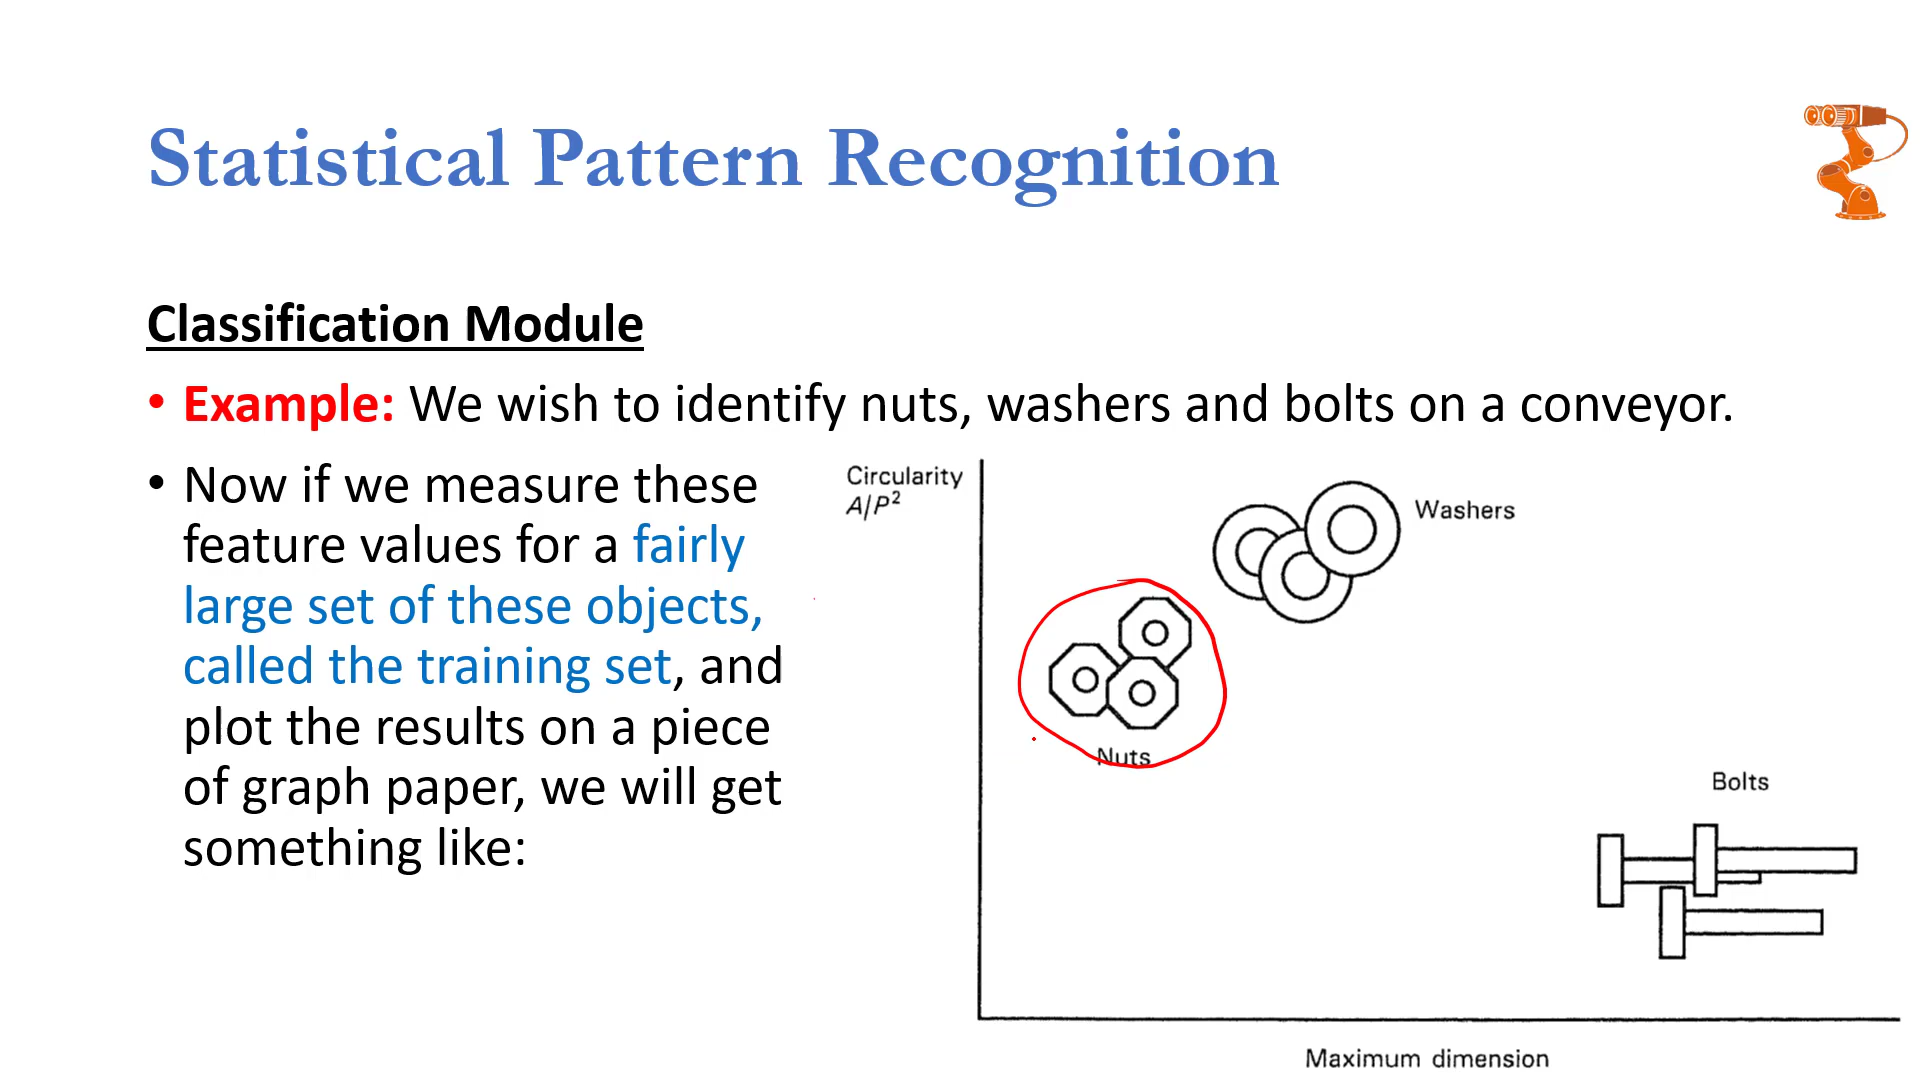 Statistical Pattern Recognition
Classification Module
• Example: We wish to identify nuts, washers and bolts on a conveyor.
• Now if we measure these
feature values for a fairly
large set of these objects,
called the training set, and
plot the results on a piece
of graph paper, we will get
something like:
Circularity
A/P²
Washers
Nuts
Bolts
Maximum dimension